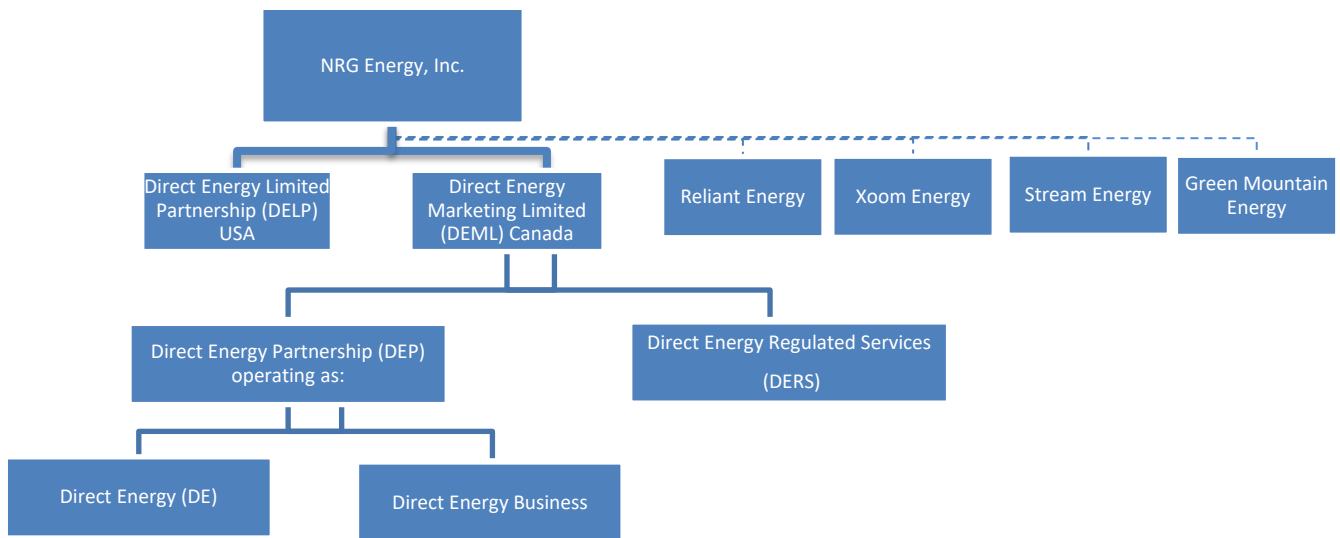 NRG Energy, Inc.
Direct Energy Limited
Partnership (DELP)
USA
Direct Energy
Marketing Limited
(DEML) Canada
Reliant Energy
Xoom Energy
Stream Energy
Green Mountain
Energy
Direct Energy Partnership (DEP)
operating as:
Direct Energy Regulated Services
(DERS)
Direct Energy (DE)
Direct Energy Business